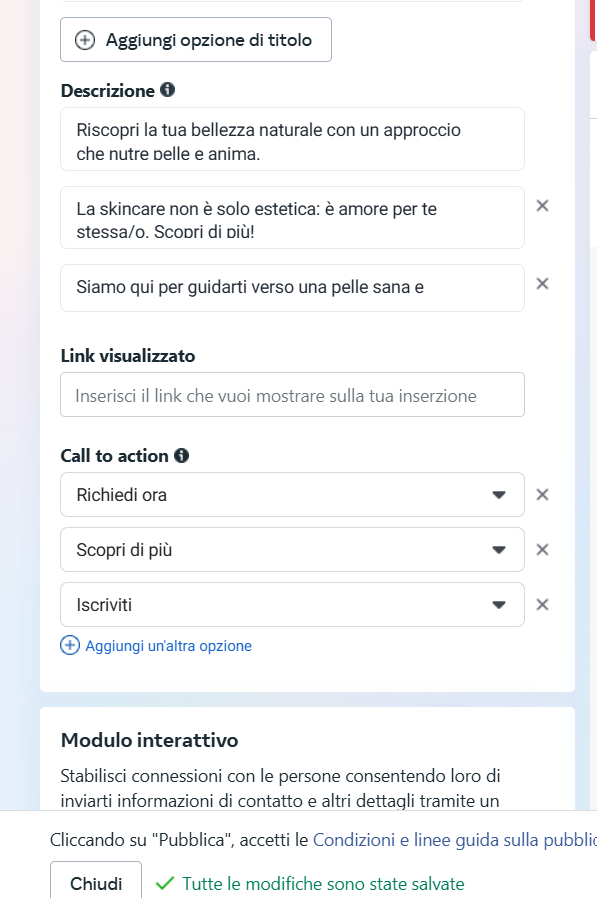 Aggiungi opzione di titolo
Descrizione
Riscopri la tua bellezza naturale con un approccio
che nutre pelle e anima.
La skincare non è solo estetica: è amore per te
stessa/o. Scopri di più!
Siamo qui per guidarti verso una pelle sana e
Link visualizzato
Inserisci il link che vuoi mostrare sulla tua inserzione
Call to action
Richiedi ora
Scopri di più
Iscriviti
Aggiungi un'altra opzione
Modulo interattivo
Stabilisci connessioni con le persone consentendo loro di
inviarti informazioni di contatto e altri dettagli tramite un
Cliccando su "Pubblica", accetti le Condizioni e linee guida sulla
Chiudi
Tutte le modifiche sono state salvate